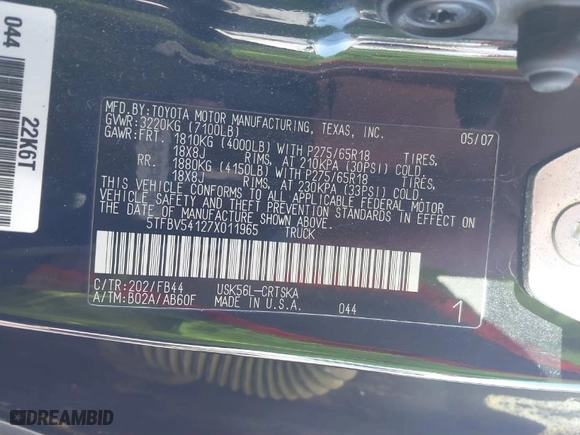 044
22K6T
MFD.BY:TOYOTA MOTOR MANUFACTURING, TEXAS, INC. 05/07
GVWR:3220KG (7100LB)
GAWR:FRT. 1810KG (4000LB) WITH P275/65R18 TIRES,
18X8J RIMS, AT 210KPA (30PSI) COLD
RR. 1880KG (4150LB) WITH P275/65R18 TIRES,
18X8J RIMS, AT 230KPA (33PSI) COLD
THIS VEHICLE CONFORMS TO ALL APPLICABLE FEDERAL MOTOR
VEHICLE SAFETY AND THEFT PREVENTION STANDARDS IN EFFECT
ON THE DATE OF MANUFACTURE SHOWN ABOVE.
5TFBV54127X011965 TRUCK
C/TR:202/FB44 USK56L-CRTSKA
A/TM:B02A/AB60F MADE IN U.S.A. 044 1
DREAMBID